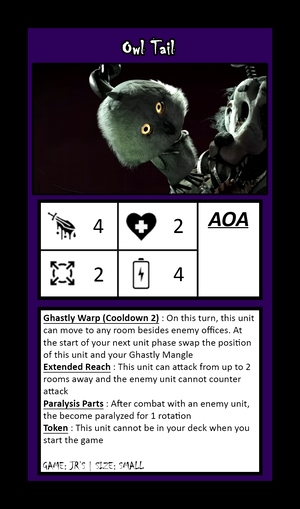 Owl Tail
4
2
AOA
2
4
Ghastly Warp (Cooldown 2) : On this turn, this unit
can move to any room besides enemy offices. At
the start of your next unit phase swap the position
of this unit and your Ghastly Mangle
Extended Reach : This unit can attack from up to 2
rooms away and the enemy unit cannot counter
attack
Paralysis Parts : After combat with an enemy unit,
the become paralyzed for 1 rotation
Token : This unit cannot be in your deck when you
start the game
GAME: JR'S | SIZE: SMALL